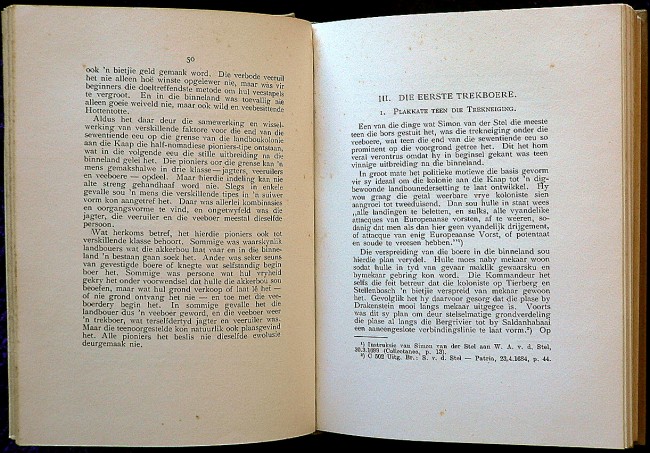 50
ook 'n bietjie geld gemaak word. Die verbode veeruil
het nie alleen hoë winste opgelewer nie, maar was vir
beginners die doeltreffendste metode om hul veestapels
te vergroot. En in die binneland was toevallig nie
alleen goeie weiveld nie, maar ook wild en veebesittende
Hottentotte.
Aldus het daar deur die samewerking en wissel-
werking van verskillende faktore voor die end van die
sewentiende eeu op die grense van die landboukolonie
aan die Kaap 'n half-nomadiese pioniers-tipe ontstaan,
wat in die volgende eeu die stille uitbreiding na die
binneland gelei het. Die pioniers oor die grense kan 'n
mens gemakshalwe in drie klasse—jagters, veeruilers
en veeboere — opdeel. Maar hierdie indeling kan nie
alte streng gehandhaaf word nie. Slegs in enkele
gevalle sou 'n mens die verskillende tipes in 'n suiwer
vorm kon aangetref het. Daar was allerlei kombinasies
en oorgangsvorme te vind, en ongetwyfeld was die
jagter, die veeruiler en die veeboer meestal dieselfde
persoon.
Wat herkoms betref, het hierdie pioniers ook tot
verskillende klasse behoort. Sommige was waarskynlik
landbouers wat die akkerbou laat vaar en in die binne-
land 'n bestaan gaan soek het. Ander was seker seuns
van gevestigde boere of knegte wat selfstandig begin
boer het. Sommige was persone wat hul vryheid
gekry het onder voorwendsel dat hulle die akkerbou sou
beoefen, maar wat hul grond verkoop of laat lê het —
of nie grond ontvang het nie — en toe met die vee-
boerdery begin het. In sommige gevalle het die
landbouer dus 'n veeboer geword, en die veeboer weer
'n trekboer, wat terselfdertyd jagter en veeruiler was.
Maar die teenoorgestelde kon natuurlik ook plaasgevind
het. Alle pioniers het beslis nie dieselfde ewolusie
deurgemaak nie.
III. DIE EERSTE TREKBOERE.
1. PLAKKATE TEEN DIE TREKNEIGING.
Een van die dinge wat Simon van der Stel die meeste
teen die bors gestuit het, was die trekneiging onder die
veeboere, wat teen die end van die sewentiende eeu so
prominent op die voorgrond getree het. Dit het hom
veral verontrus omdat hy in beginsel gekant was teen
vinnige uitbreiding na die binneland.
In groot mate het politieke motiewe die basis gevorm
vir sy ideaal om die kolonie aan die Kaap tot 'n dig-
bewoonde landbounedersetting te laat ontwikkel. Hy
wou graag die getal weerbare vrye koloniste sien
aangroei tot tweeduisend. Dan sou hulle in staat wees
„alle landingen te beletten, en sulks, alle vyandelike
attacques van Europeaanse vorsten, af te weeren, so-
danig dat men als dan hier geen vyandelijk drijgement,
of attacque van eng Europeaanse Vorst, of potentaat
en soude te vreesen hebben.”¹)
Die verspreiding van die boere in die binneland sou
hierdie plan verydel. Hulle moes naby mekaar woon
sodat hulle in tyd van gevaar maklik gewaarsku en
bymekaar gebring kon word. Die Kommandeur het
selfs die feit betreur dat die koloniste op Tierberg en
Stellenbosch 'n bietjie verspreid van mekaar gewoon
het. Gevolglik het hy daarvoor gesorg dat die plase by
Drakenstein mooi langs mekaar uitgegee is. Voorts
was dit sy plan om deur stelselmatige grondverdeling
die plase al langs die Bergrivier tot by Saldanhabaai
een aaneengeslote verbindingslinie te laat vorm.²) Op
¹) Instruksie van Simon van der Stel aan W. A. v. d. Stel,
30.3.1699 (Collectanea, p. 13).
²) C 502 Uitg. Br.: S. v. d. Stel — Patria, 23.4.1684, p. 44.